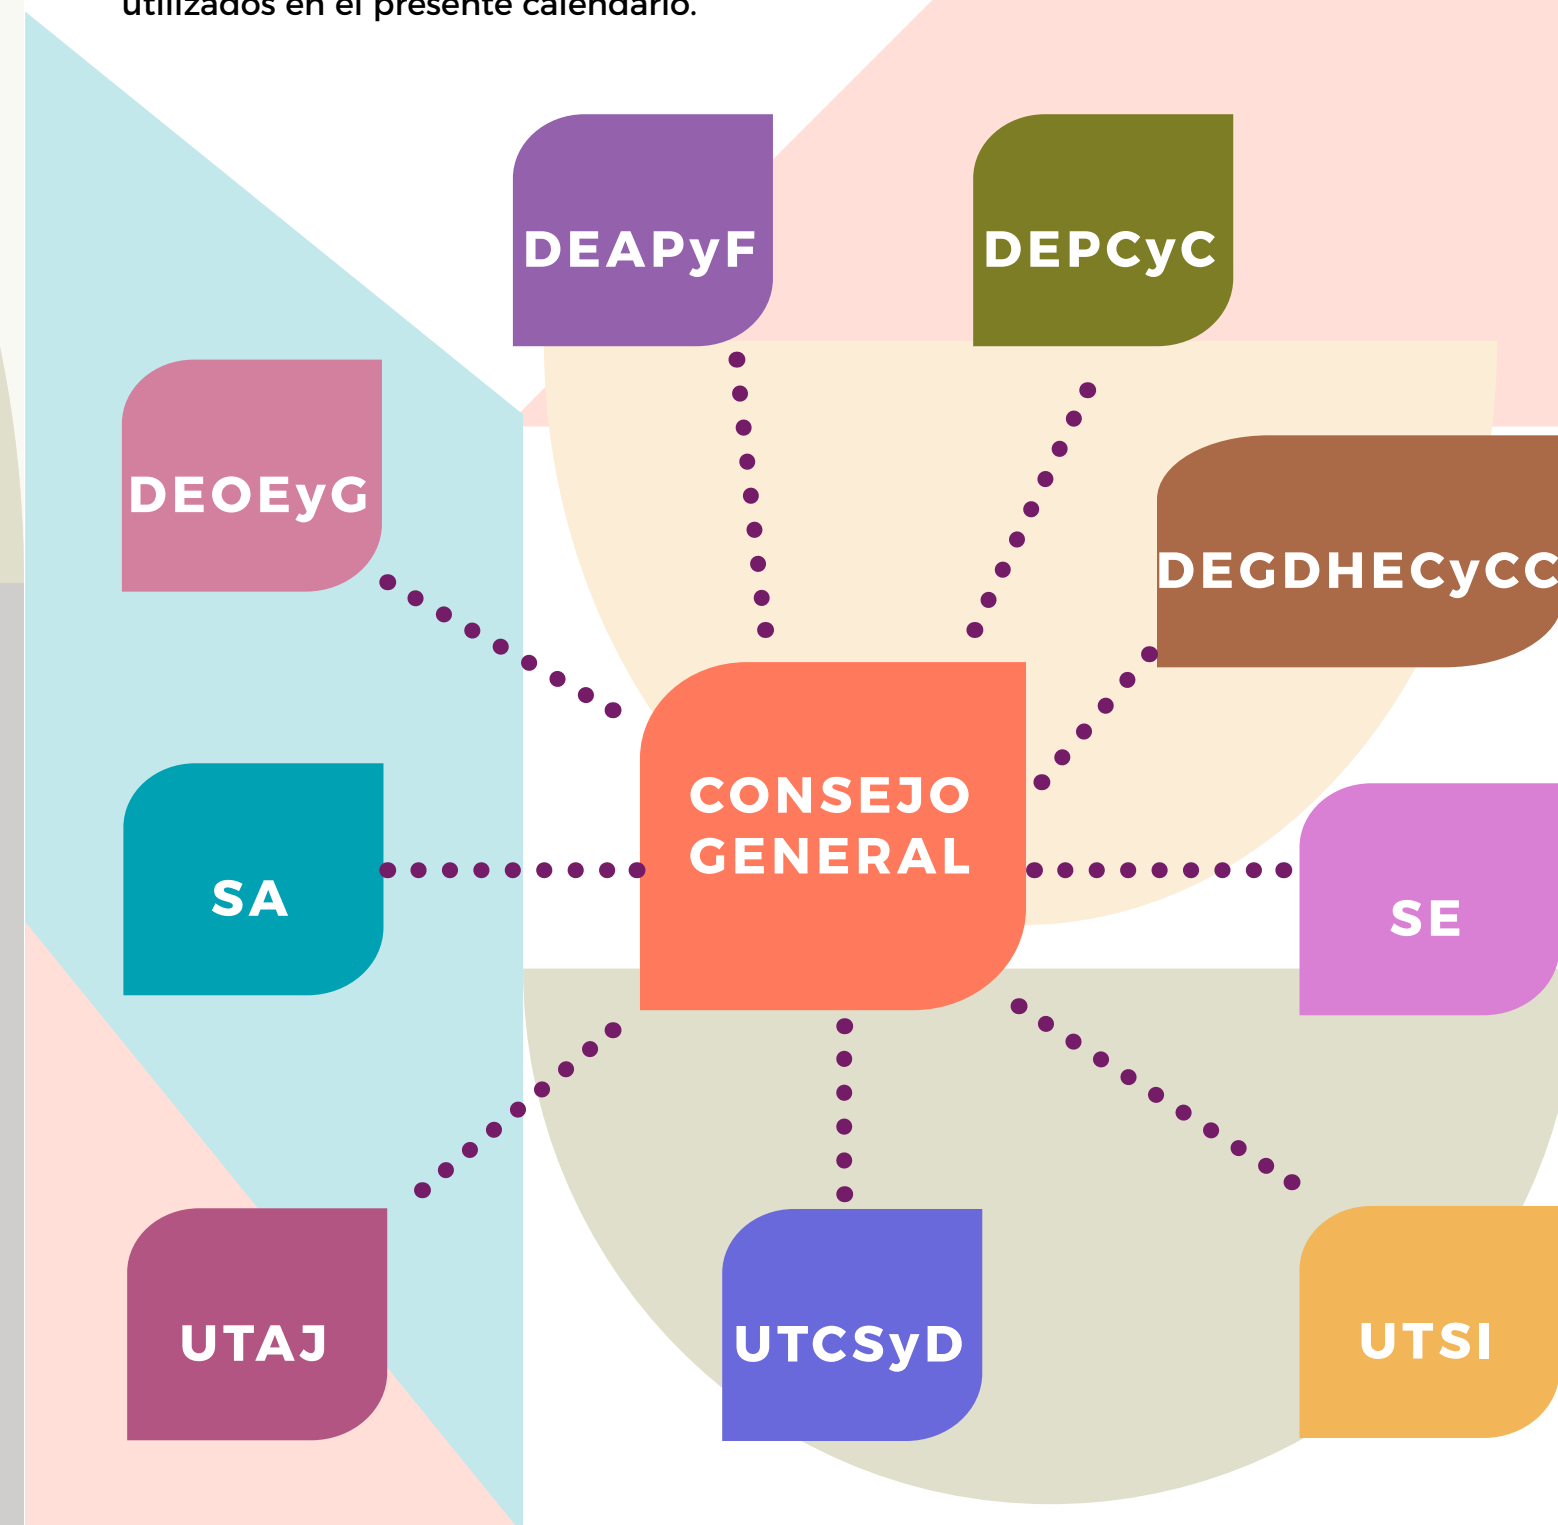 utilizados en el presente calendario.
DEAPyF
DEPCyC
DEOEyG
DEGDHECyCC
CONSEJO
GENERAL
SA
SE
UTAJ
UTCSyD
UTSI